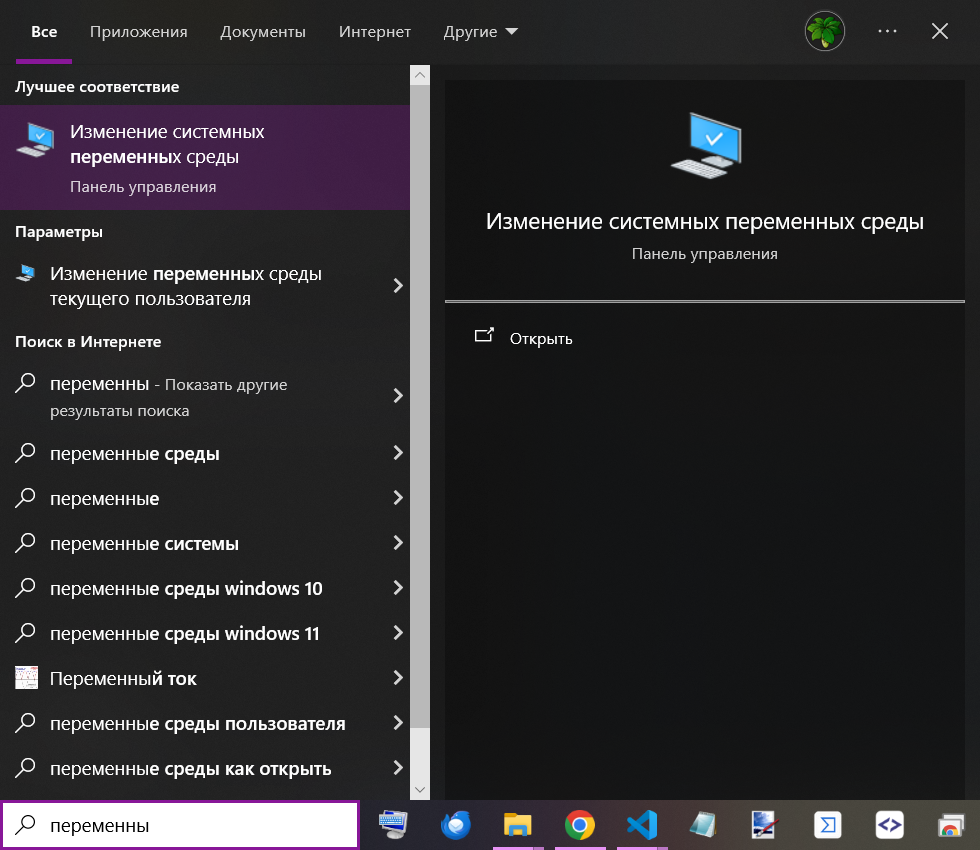 Все Приложения Документы Интернет Другие
Лучшее соответствие
Изменение системных
переменных среды
Панель управления
Параметры
Изменение переменных среды
текущего пользователя
Поиск в Интернете
переменны - Показать другие
результаты поиска
переменные среды
переменные
переменные системы
переменные среды windows 10
переменные среды windows 11
Переменный ток
переменные среды пользователя
переменные среды как открыть
переменны
Изменение системных переменных среды
Панель управления
Открыть